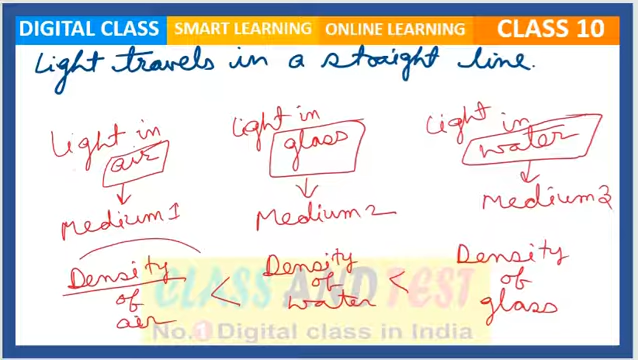 DIGITAL CLASS SMART LEARNING ONLINE LEARNING CLASS 10
Light travels in a straight line.
Light in air
Light in glass
Light in water
Medium 1
Medium 2
Medium 3
Density of air < Density of water < Density of glass
CLASS AND TEST
No.1 Digital class in India